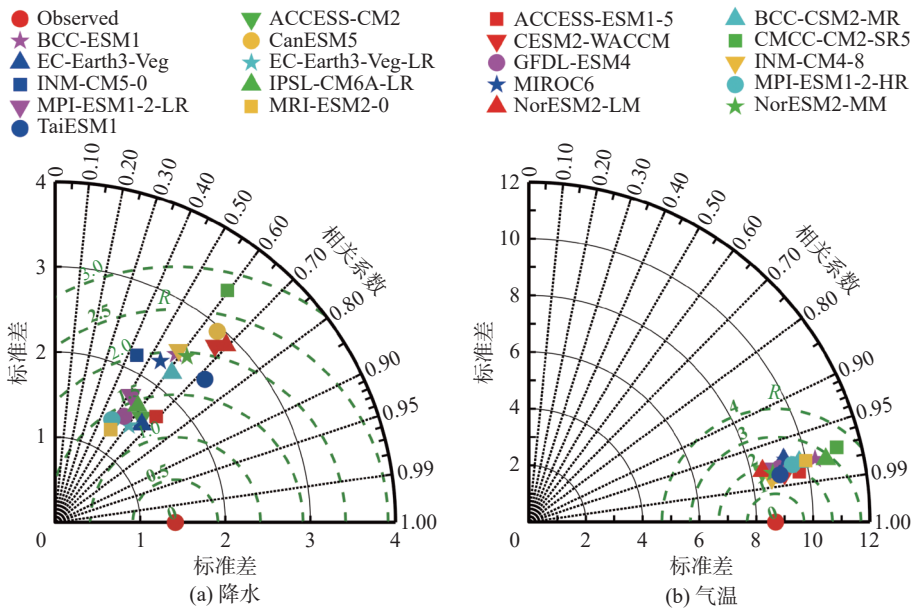 Observed
ACCESS-CM2
ACCESS-ESM1-5
BCC-CSM2-MR
BCC-ESM1
CanESM5
CESM2-WACCM
CMCC-CM2-SR5
EC-Earth3-Veg
EC-Earth3-Veg-LR
GFDL-ESM4
INM-CM4-8
INM-CM5-0
IPSL-CM6A-LR
MIROC6
MPI-ESM1-2-HR
MPI-ESM1-2-LR
MRI-ESM2-0
NorESM2-LM
NorESM2-MM
TaiESM1
0
0.10
0.20
0.30
0.40
0.50
0.60
0.70
0.80
0.90
0.95
0.99
1.00
相关系数
4
3
2
1
0
1
2
3
4
标准差
标准差
3.0
2.5
2.0
0.5
0
R
(a) 降水
0
0.10
0.20
0.30
0.40
0.50
0.60
0.70
0.80
0.90
0.95
0.99
1.00
相关系数
12
10
8
6
4
2
0
2
4
6
8
10
12
标准差
标准差
4
3
R
0
(b) 气温